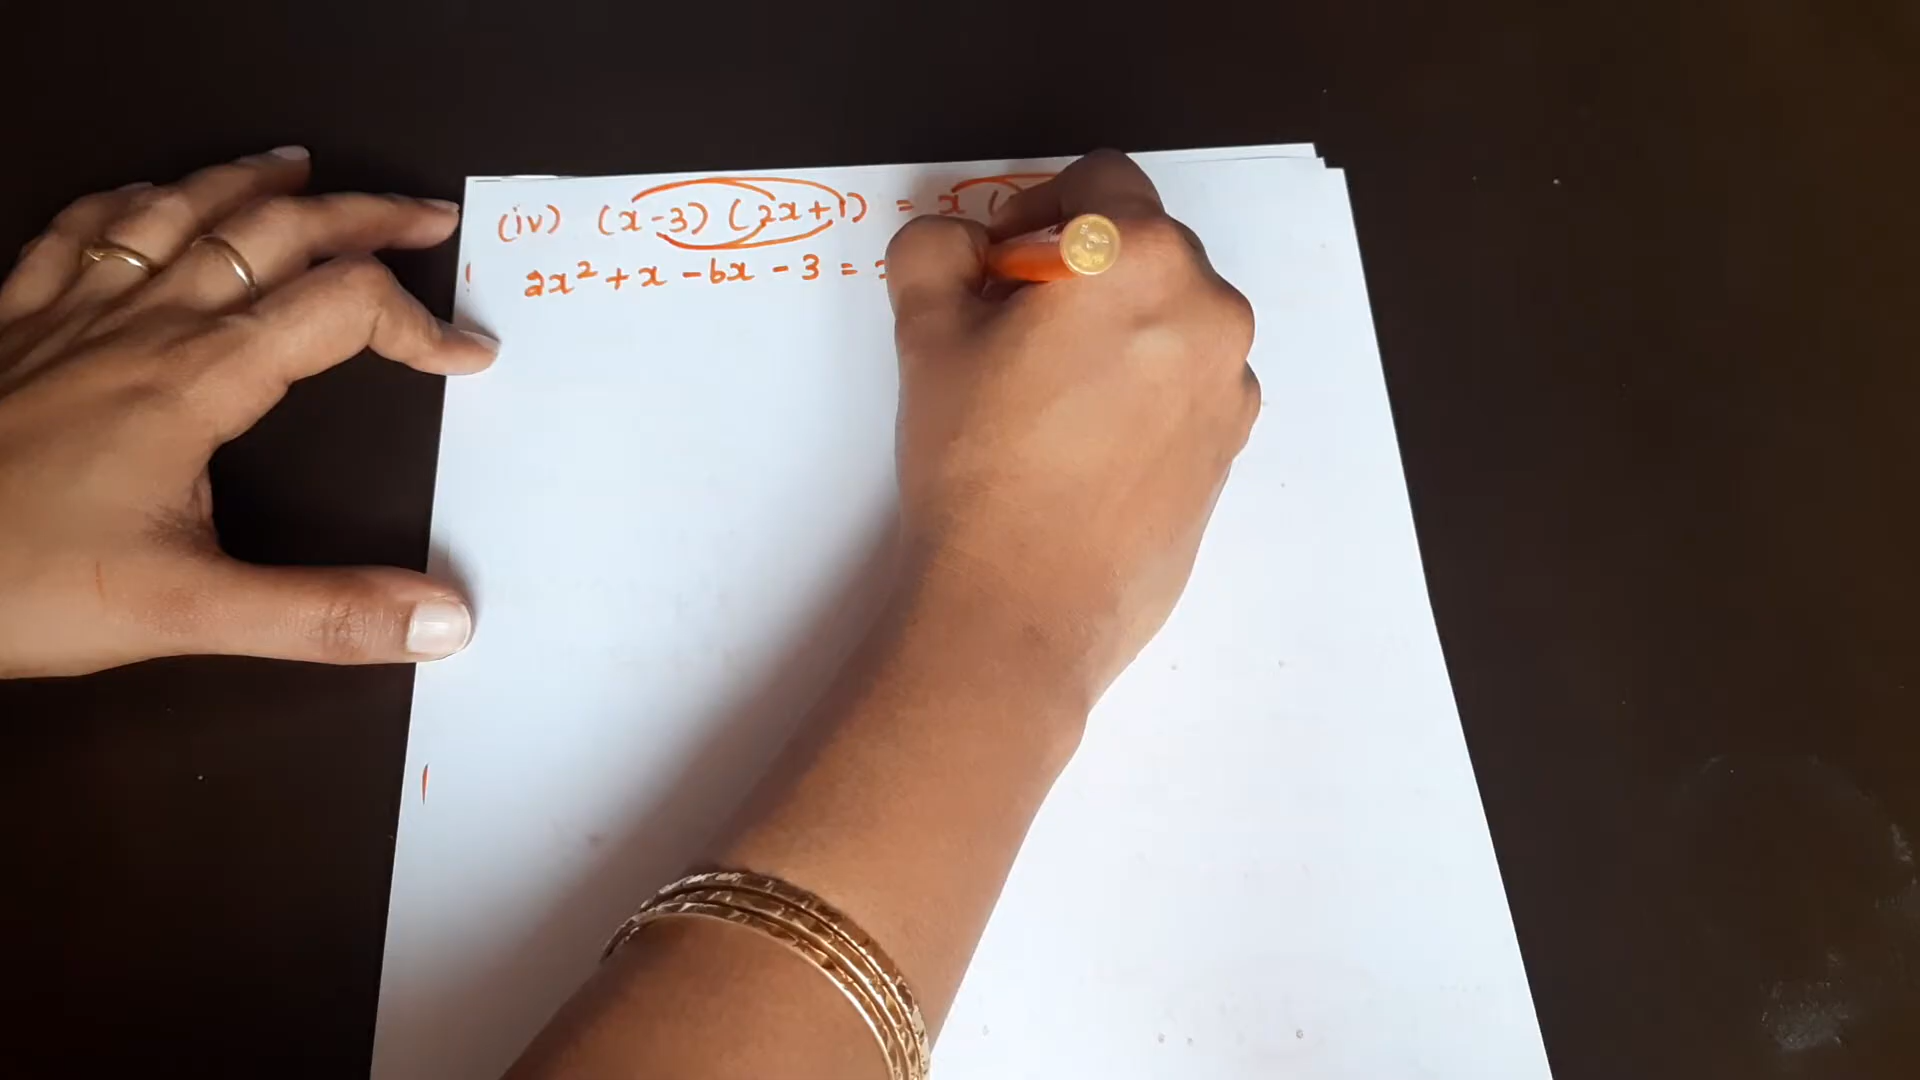 (iv) (x-3) (2x+1) = x (
2x² + x - 6x - 3 =